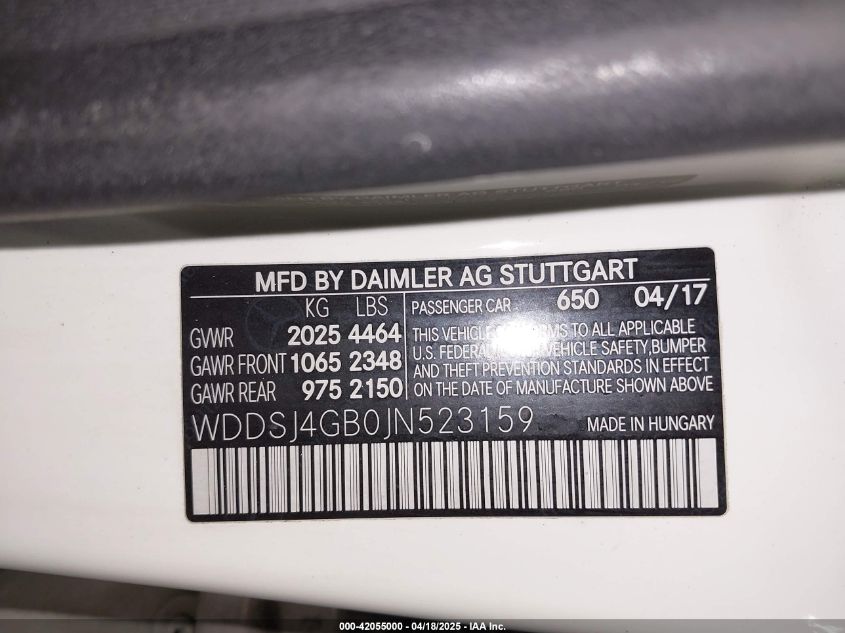 MFD BY DAIMLER AG STUTTGART
KG LBS PASSENGER CAR 650 04/17
GVWR 2025 4464
GAWR FRONT 1065 2348
GAWR REAR 975 2150
THIS VEHICLE TO ALL APPLICABLE
U.S. FEDERAL VEHICLE SAFETY, BUMPER
AND THEFT PREVENTION STANDARDS IN EFFECT
ON THE DATE OF MANUFACTURE SHOWN ABOVE
WDDSJ4GB0JN523159 MADE IN HUNGARY
000-42055000 - 04/18/2025 - IAA Inc.